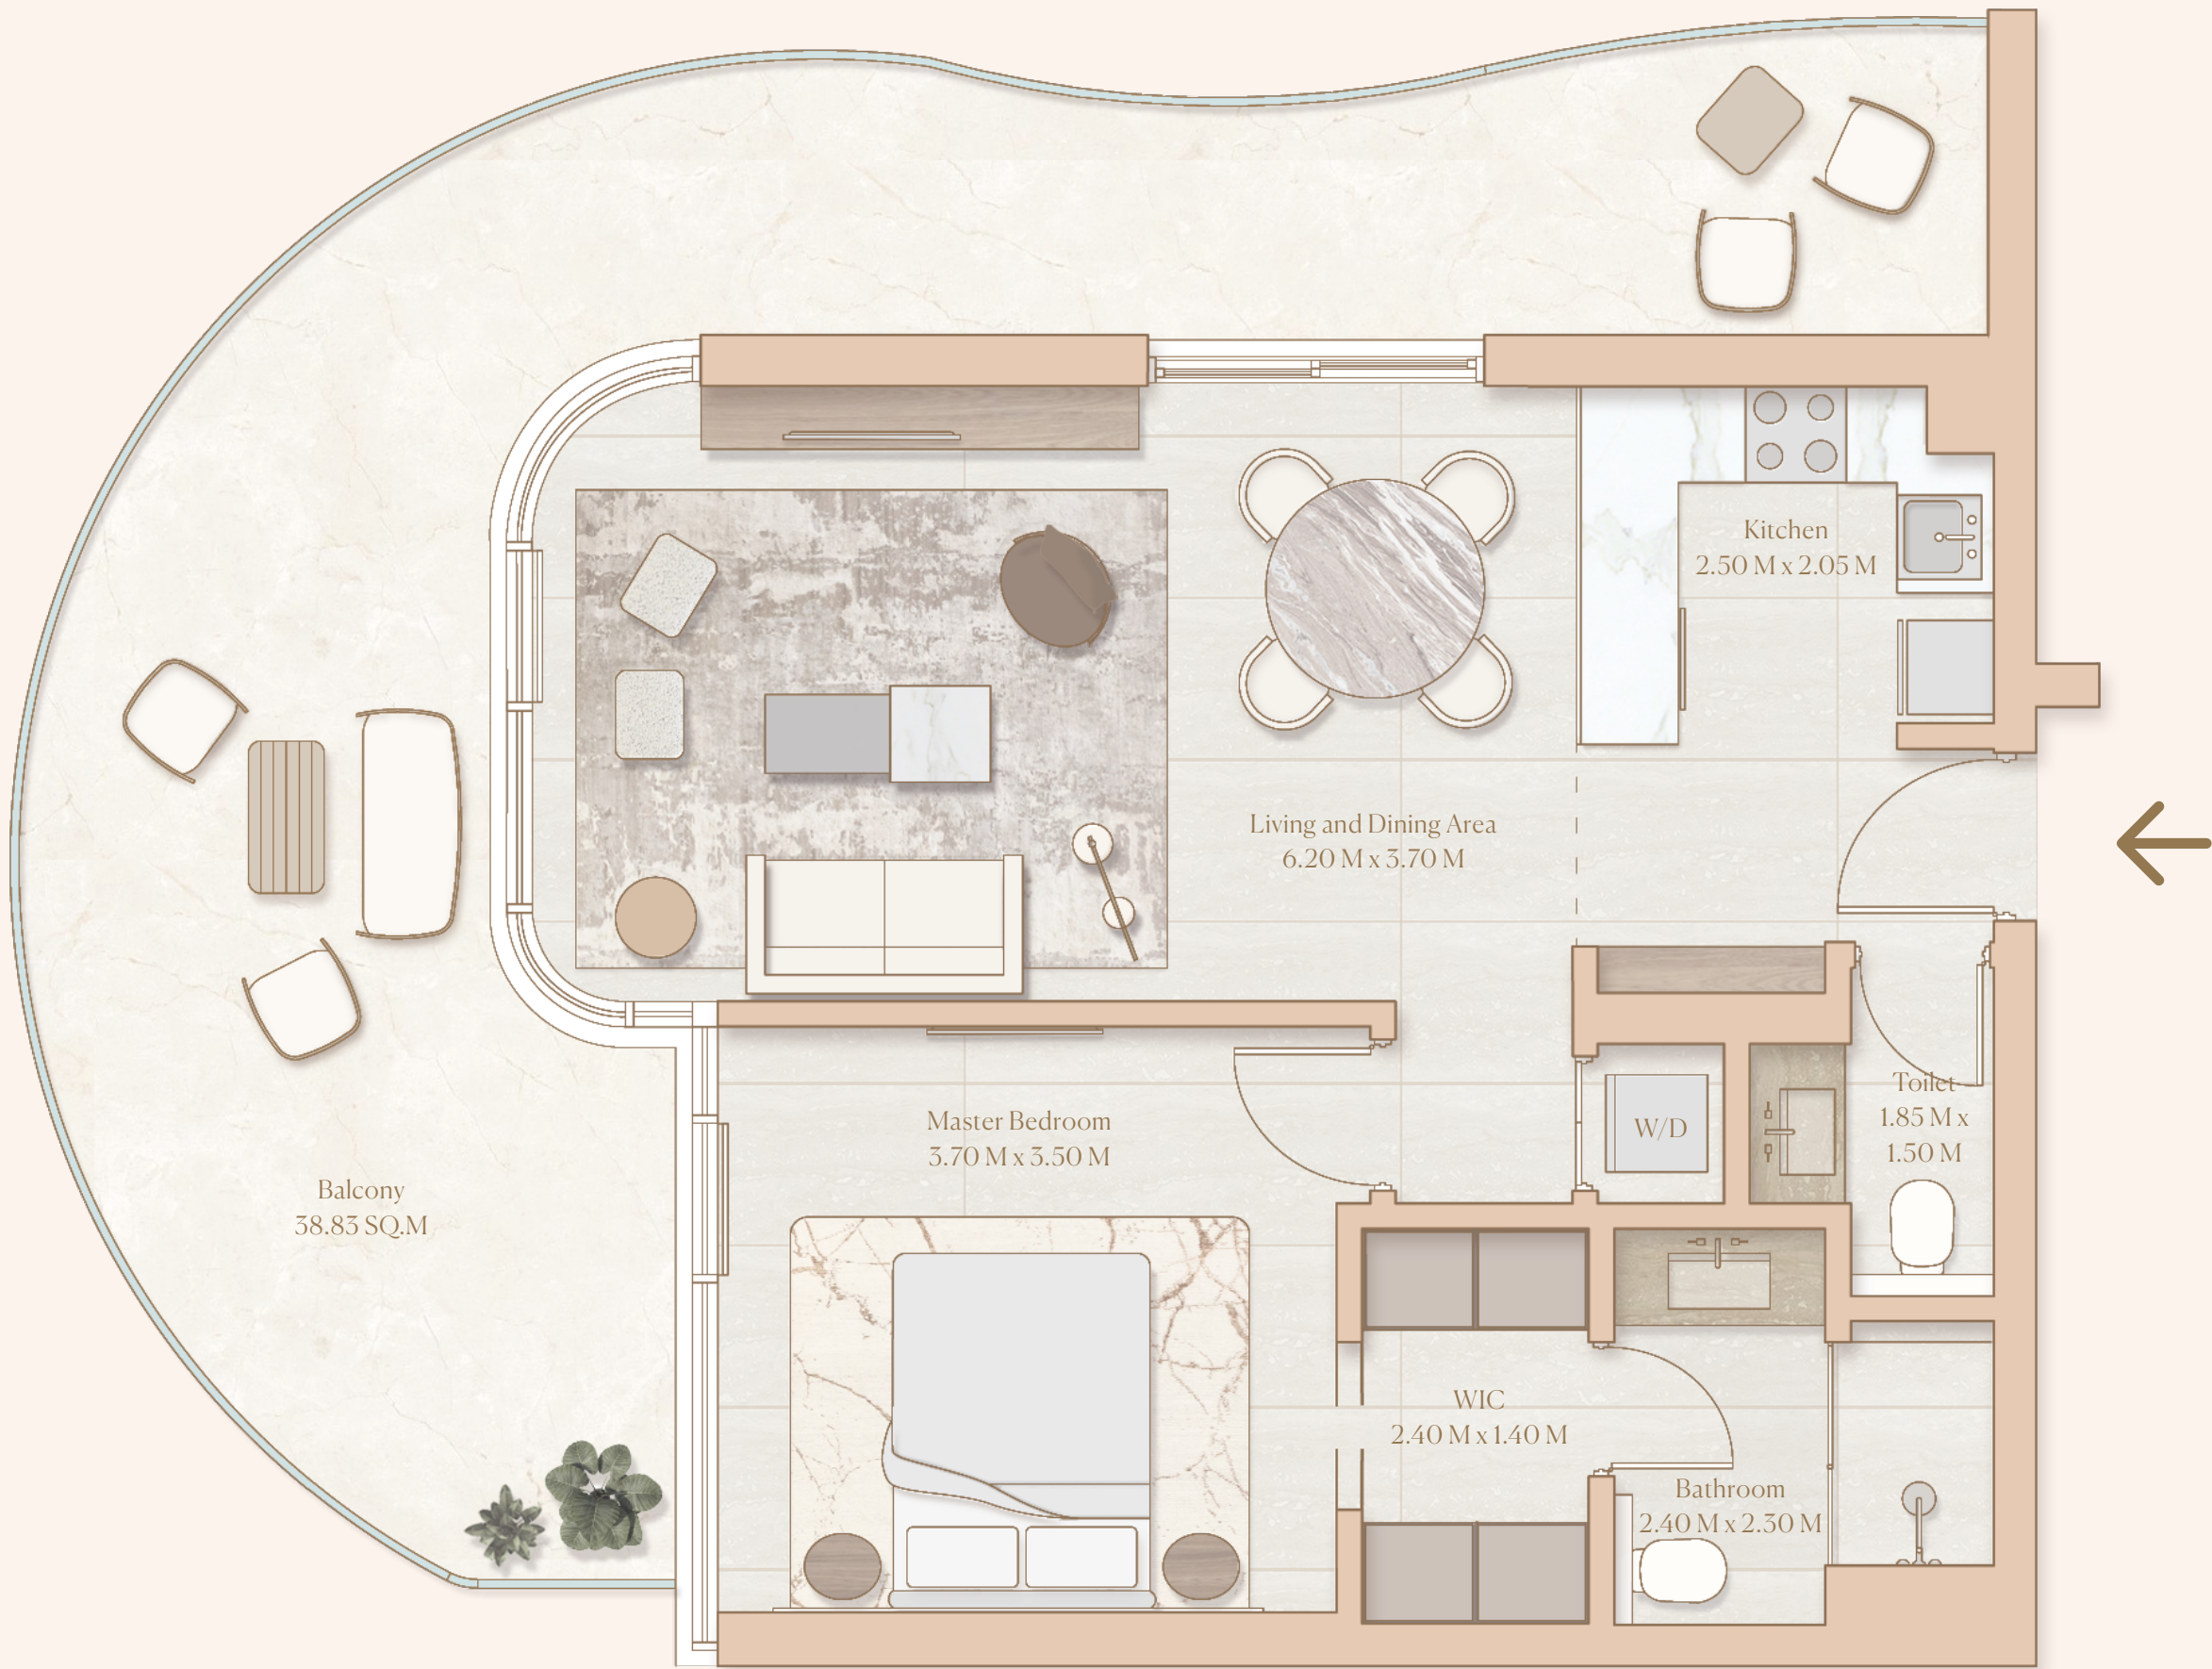 Kitchen
2.50 M x 2.05 M
Living and Dining Area
6.20 M x 3.70 M
Master Bedroom
3.70 M x 3.50 M
W/D
Toilet
1.85 M x
1.50 M
Balcony
38.83 SQ.M
WIC
2.40 M x 1.40 M
Bathroom
2.40 M x 2.30 M